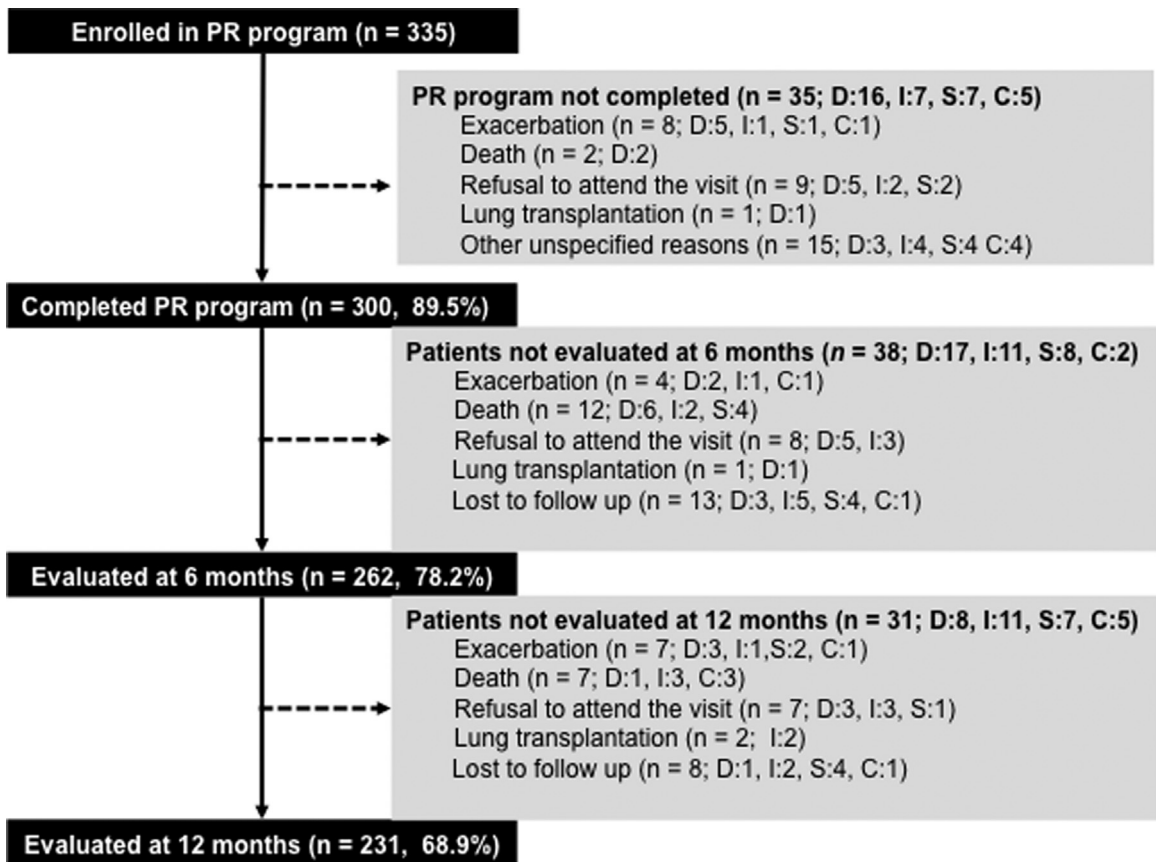 Enrolled in PR program (n = 335)
PR program not completed (n = 35; D:16, I:7, S:7, C:5)
Exacerbation (n = 8; D:5, I:1, S:1, C:1)
Death (n = 2; D:2)
Refusal to attend the visit (n = 9; D:5, I:2, S:2)
Lung transplantation (n = 1; D:1)
Other unspecified reasons (n = 15; D:3, I:4, S:4 C:4)
Completed PR program (n = 300, 89.5%)
Patients not evaluated at 6 months (n = 38; D:17, I:11, S:8, C:2)
Exacerbation (n = 4; D:2, I:1, C:1)
Death (n = 12; D:6, I:2, S:4)
Refusal to attend the visit (n = 8; D:5, I:3)
Lung transplantation (n = 1; D:1)
Lost to follow up (n = 13; D:3, I:5, S:4, C:1)
Evaluated at 6 months (n = 262, 78.2%)
Patients not evaluated at 12 months (n = 31; D:8, I:11, S:7, C:5)
Exacerbation (n = 7; D:3, I:1,S:2, C:1)
Death (n = 7; D:1, I:3, C:3)
Refusal to attend the visit (n = 7; D:3, I:3, S:1)
Lung transplantation (n = 2; I:2)
Lost to follow up (n = 8; D:1, I:2, S:4, C:1)
Evaluated at 12 months (n = 231, 68.9%)